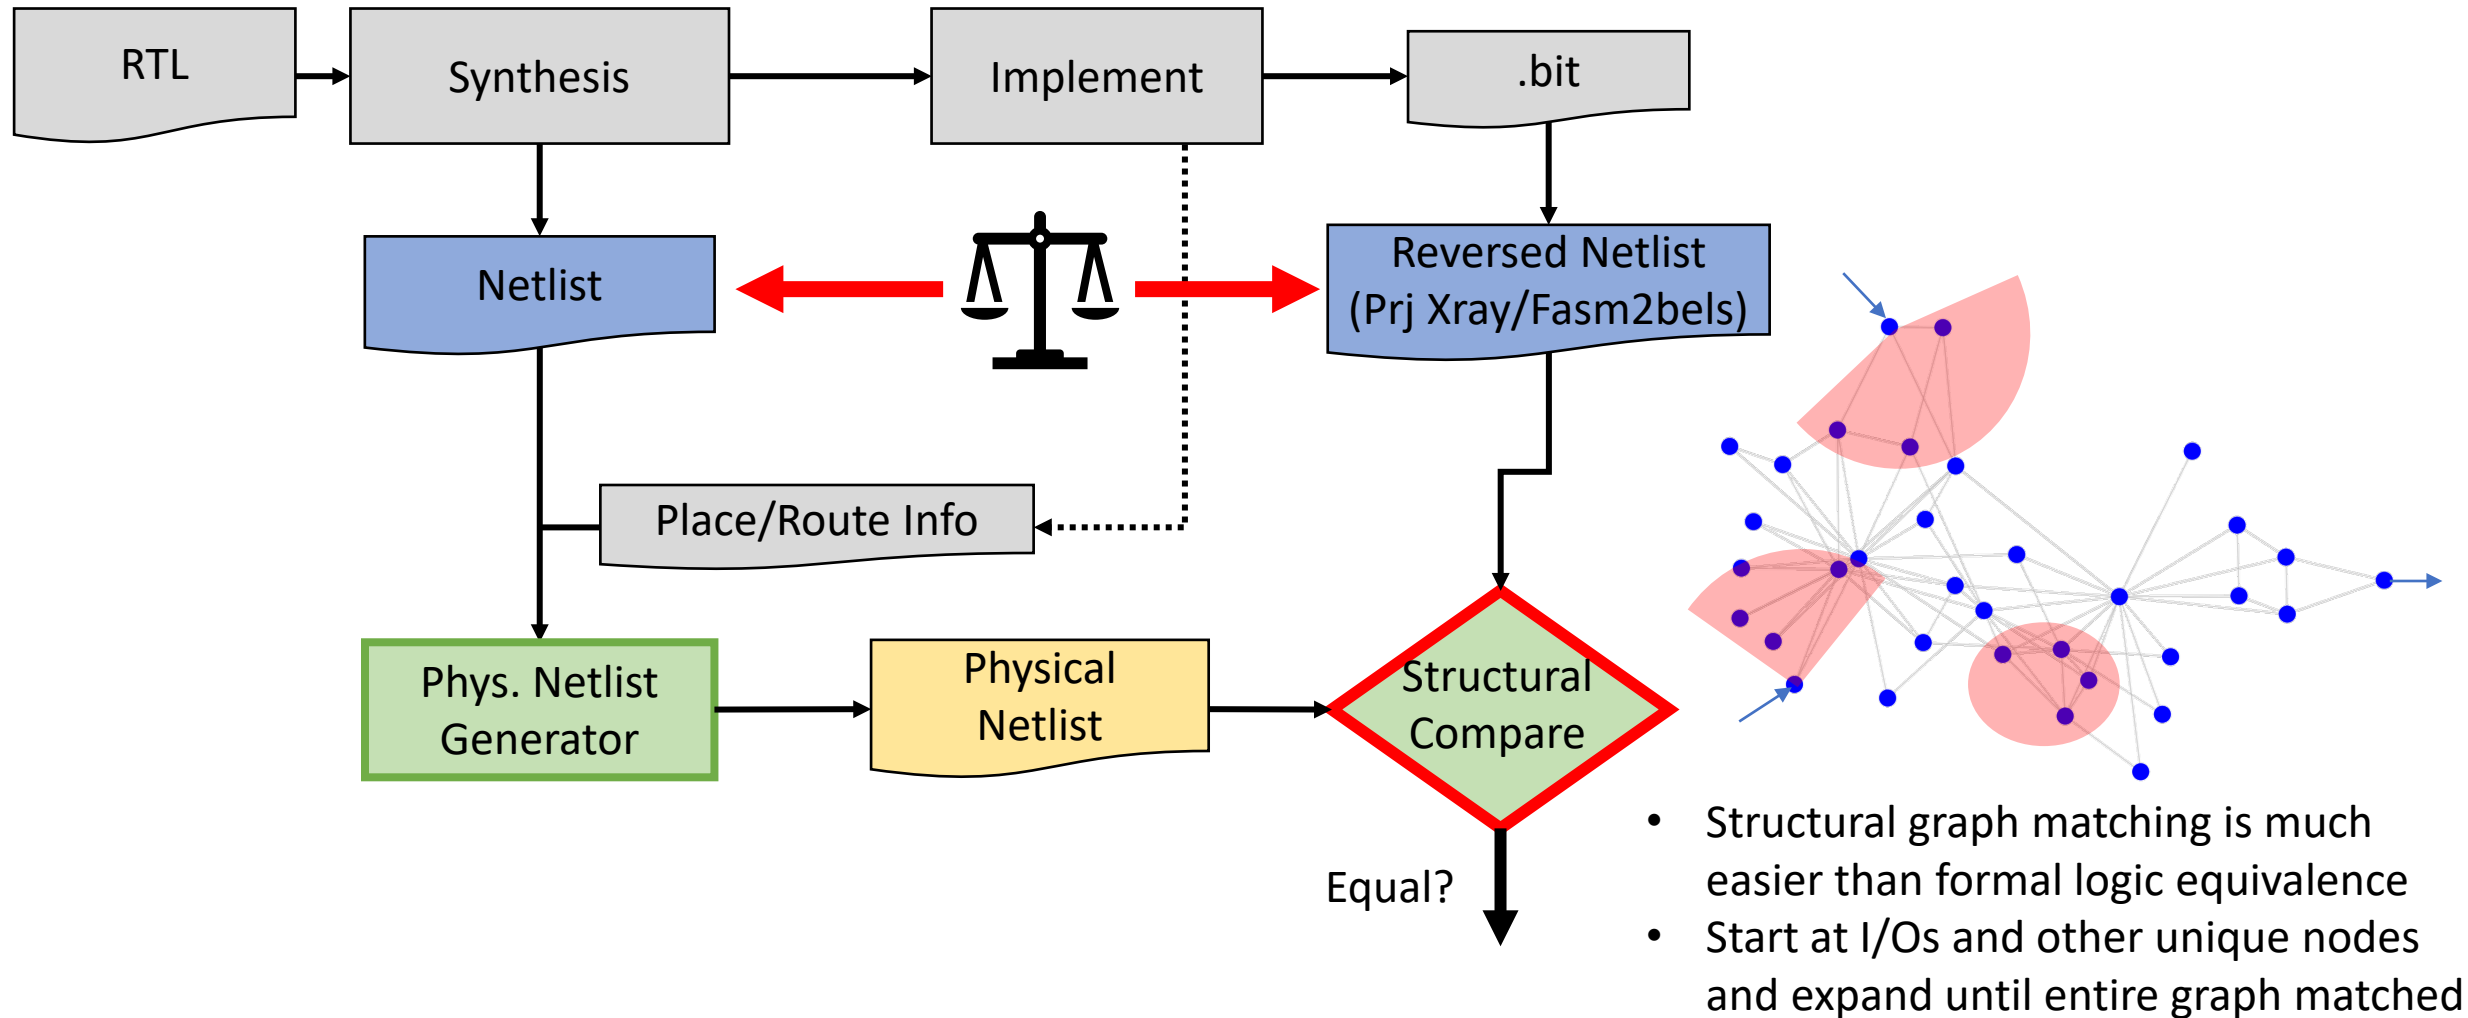 RTL
Synthesis
Implement
.bit
Netlist
Reversed Netlist
(Prj Xray/Fasm2bels)
Place/Route Info
Phys. Netlist
Generator
Physical
Netlist
Structural
Compare
Equal?
• Structural graph matching is much
easier than formal logic equivalence
• Start at I/Os and other unique nodes
and expand until entire graph matched